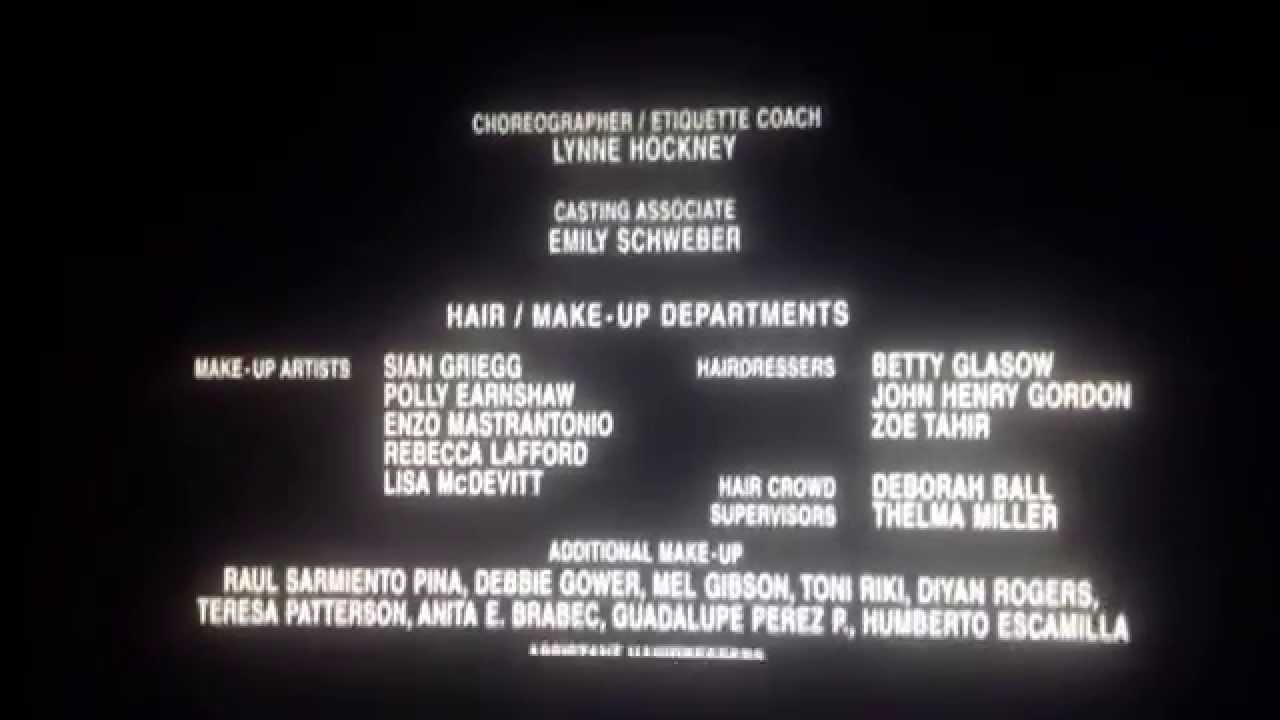 CHOREOGRAPHER / ETIQUETTE COACH
LYNNE HOCKNEY
CASTING ASSOCIATE
EMILY SCHWEBER
HAIR / MAKE-UP DEPARTMENTS
MAKE-UP ARTISTS SIAN GRIEGG
POLLY EARNSHAW
ENZO MASTRANTONIO
REBECCA LAFFORD
LISA McDEVITT
HAIRDRESSERS BETTY GLASOW
JOHN HENRY GORDON
ZOE TAHIR
HAIR CROWD DEBORAH BALL
SUPERVISORS THELMA MILLER
ADDITIONAL MAKE-UP
RAUL SARMIENTO PINA, DEBBIE GOWER, MEL GIBSON, TONI RIKI, DIYAN ROGERS,
TERESA PATTERSON, ANITA E. BRABEC, GUADALUPE PEREZ P., HUMBERTO ESCAMILLA
ASSISTANT HAIRDRESSERS